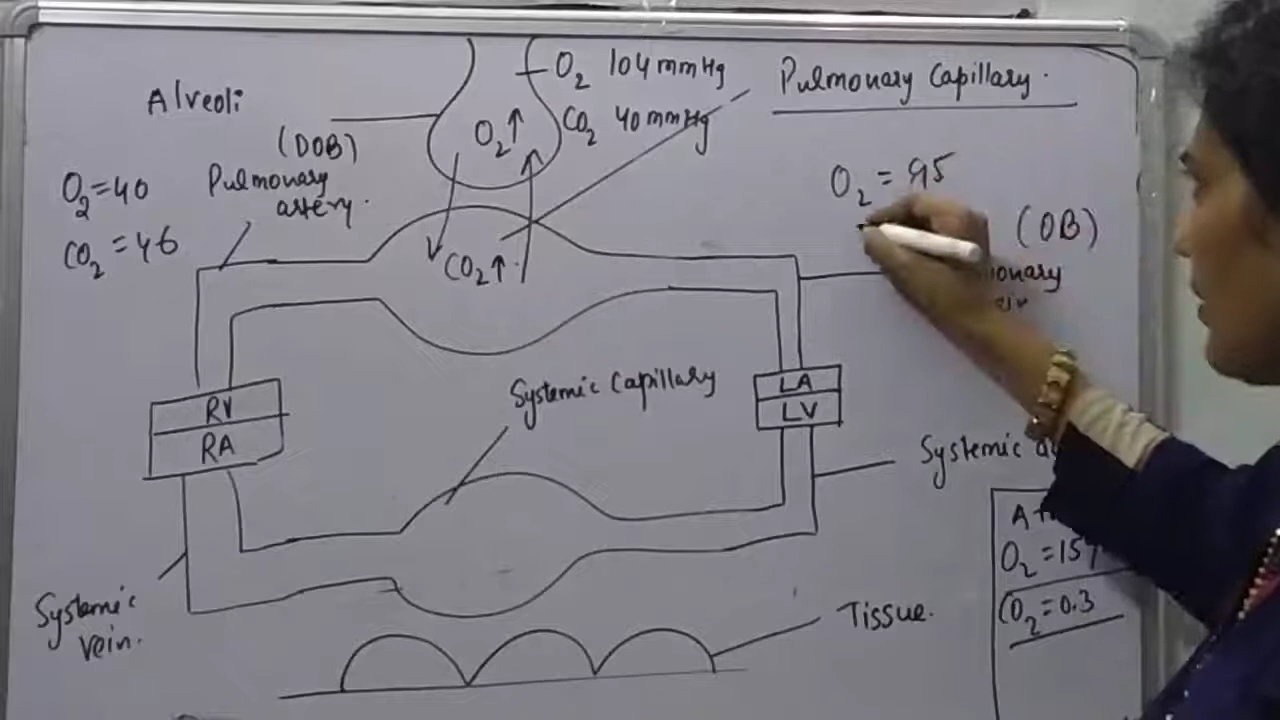 Alveoli
O2 104 mmHg
CO2 40 mmHg
Pulmonary Capillary.
O2↑
(DOB)
Pulmonary
artery.
O2=40
CO2=46
CO2↑
O2 = 95
(OB)
RV
RA
Systemic Capillary
LA
LV
Systemic
O2=159
CO2=0.3
Systemic
vein.
Tissue.